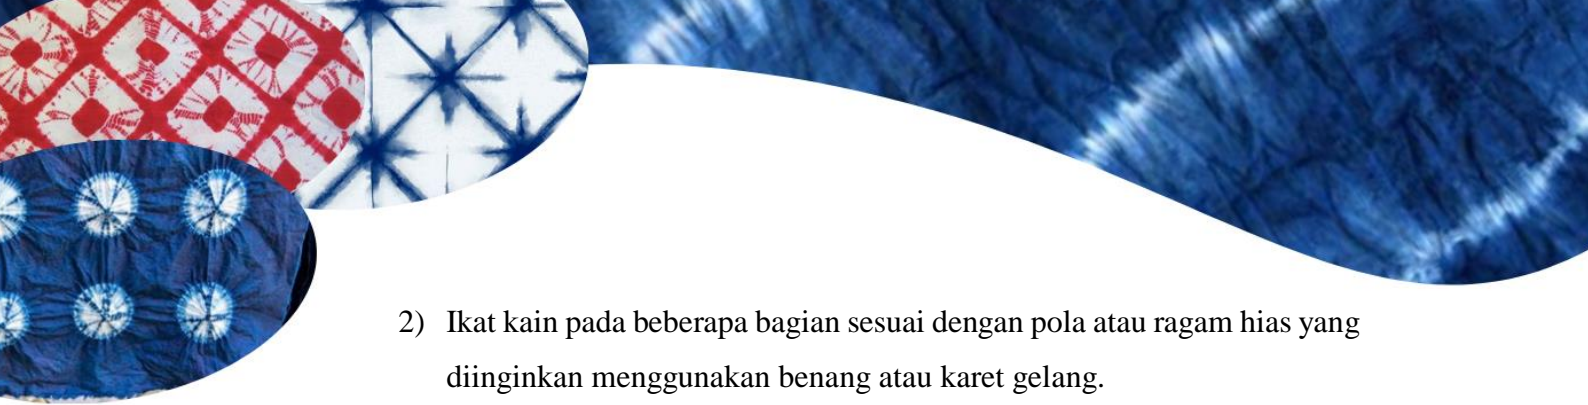 2) Ikat kain pada beberapa bagian sesuai dengan pola atau ragam hias yang
diinginkan menggunakan benang atau karet gelang.